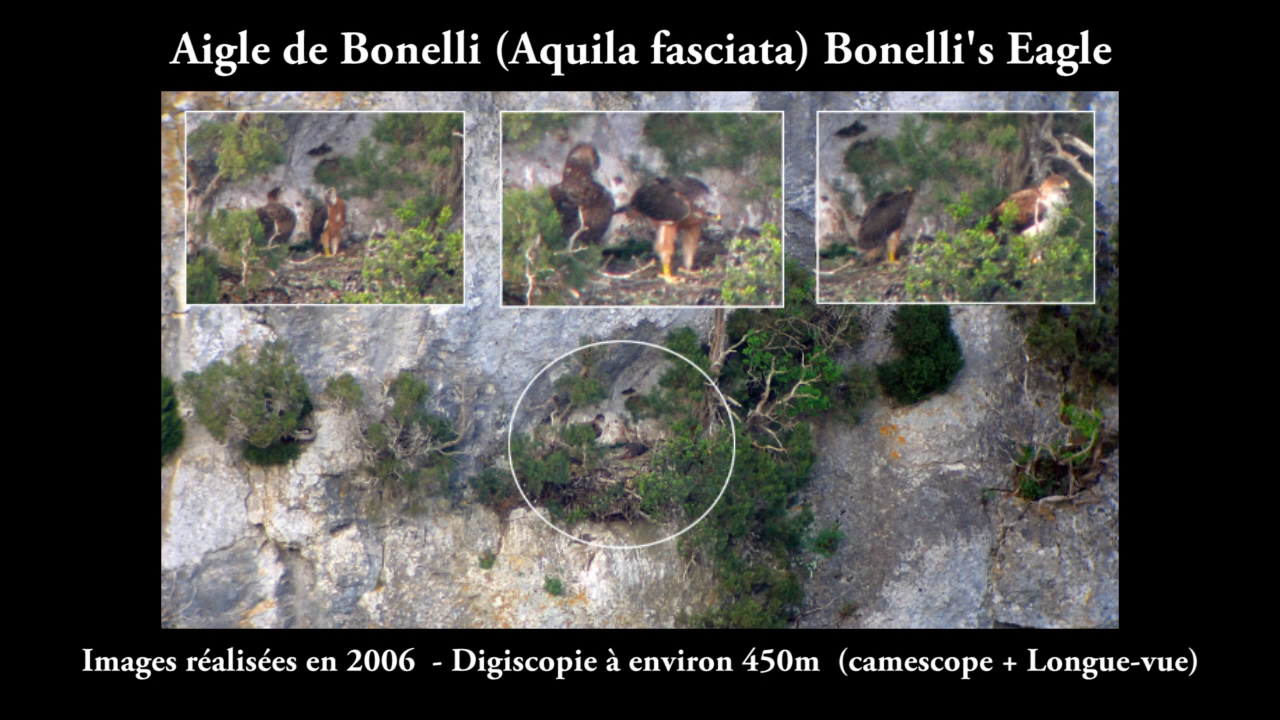 Aigle de Bonelli (Aquila fasciata) Bonelli's Eagle
Images réalisées en 2006 - Digiscopie à environ 450m (camescope + Longue-vue)